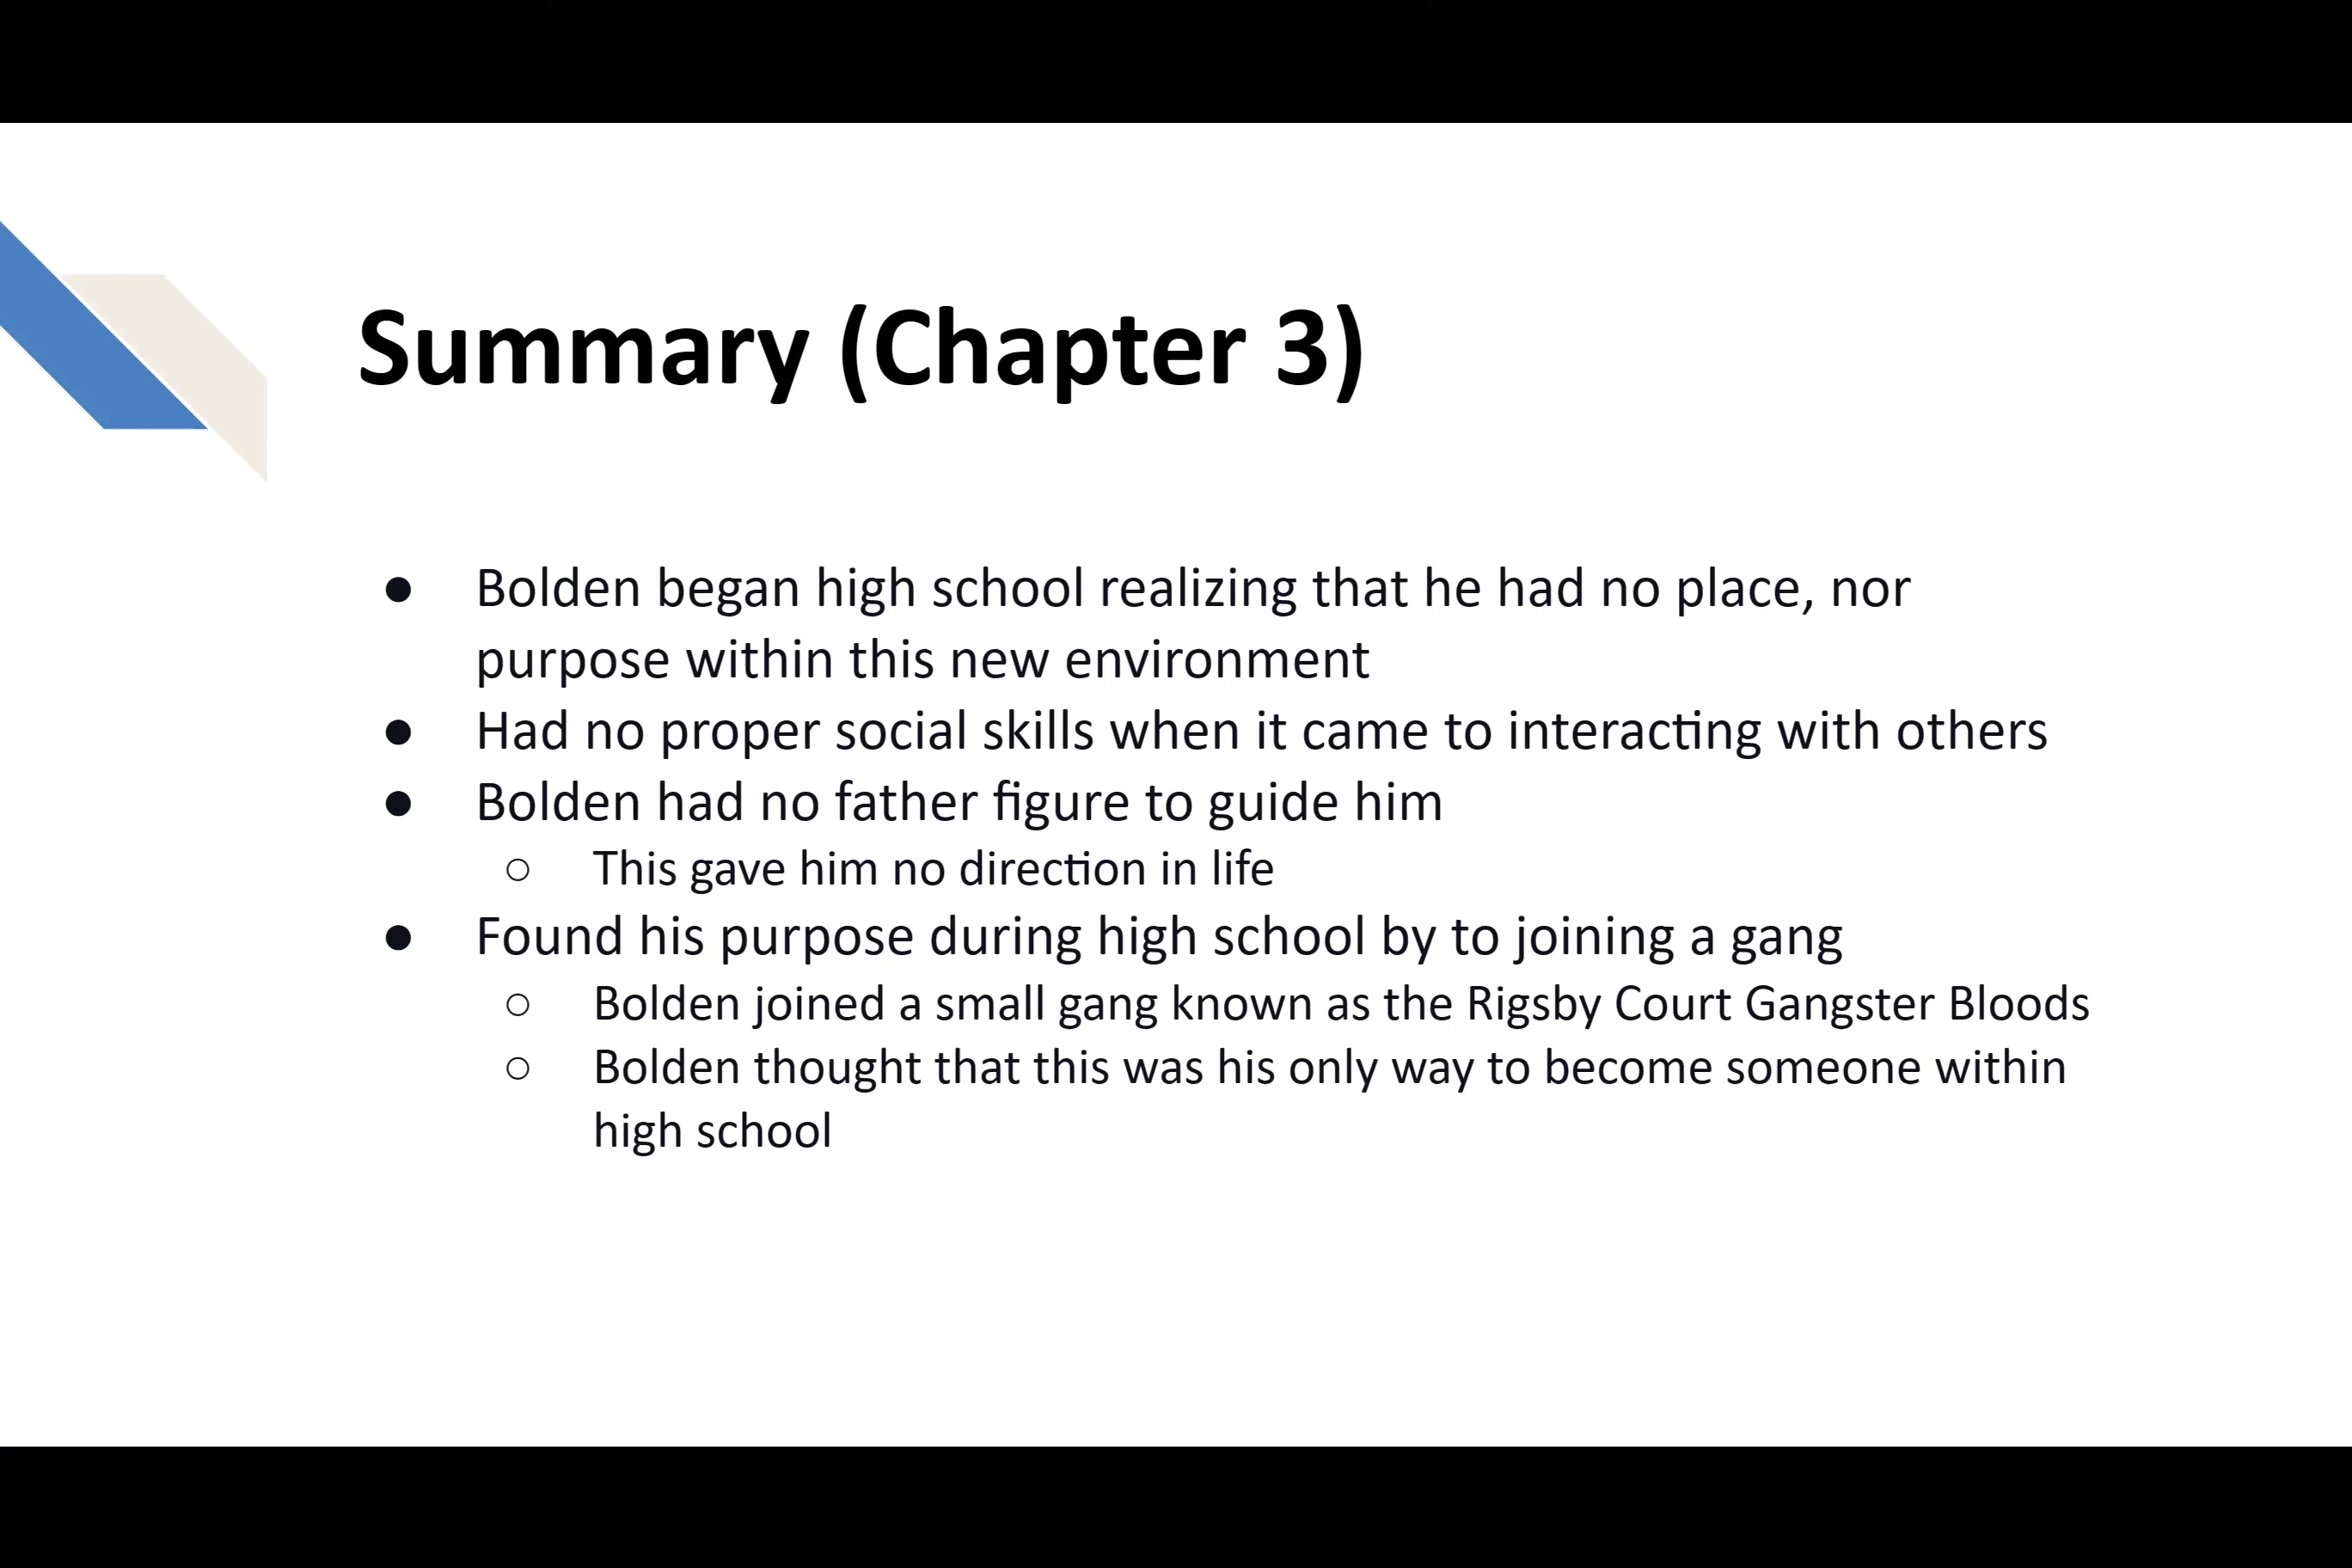 Summary (Chapter 3)
● Bolden began high school realizing that he had no place, nor
purpose within this new environment
● Had no proper social skills when it came to interacting with others
● Bolden had no father figure to guide him
○ This gave him no direction in life
● Found his purpose during high school by to joining a gang
○ Bolden joined a small gang known as the Rigsby Court Gangster Bloods
○ Bolden thought that this was his only way to become someone within
high school